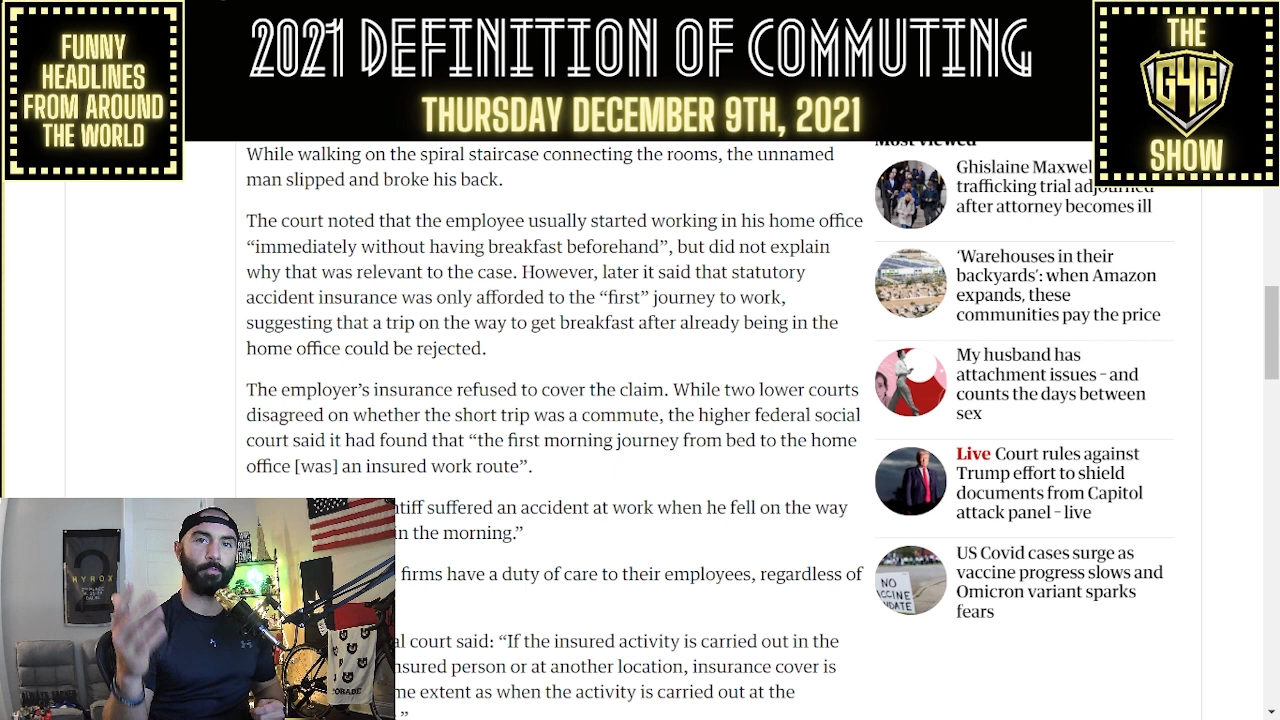 FUNNY
HEADLINES
FROM AROUND
THE WORLD
2021 DEFINITION OF COMMUTING
THURSDAY DECEMBER 9TH, 2021
THE
G4G
SHOW
While walking on the spiral staircase connecting the rooms, the unnamed
man slipped and broke his back.
The court noted that the employee usually started working in his home office
“immediately without having breakfast beforehand”, but did not explain
why that was relevant to the case. However, later it said that statutory
accident insurance was only afforded to the “first” journey to work,
suggesting that a trip on the way to get breakfast after already being in the
home office could be rejected.
The employer’s insurance refused to cover the claim. While two lower courts
disagreed on whether the short trip was a commute, the higher federal social
court said it had found that “the first morning journey from bed to the home
office [was] an insured work route”.
tiff suffered an accident at work when he fell on the way
in the morning.”
firms have a duty of care to their employees, regardless of
al court said: “If the insured activity is carried out in the
nsured person or at another location, insurance cover is
me extent as when the activity is carried out at the
”
Most viewed
Ghislaine Maxwel
trafficking trial adjourned
after attorney becomes ill
‘Warehouses in their
backyards’: when Amazon
expands, these
communities pay the price
My husband has
attachment issues – and
counts the days between
sex
Live Court rules against
Trump effort to shield
documents from Capitol
attack panel – live
NO
CCINE
NDATE
US Covid cases surge as
vaccine progress slows and
Omicron variant sparks
fears
HYROX